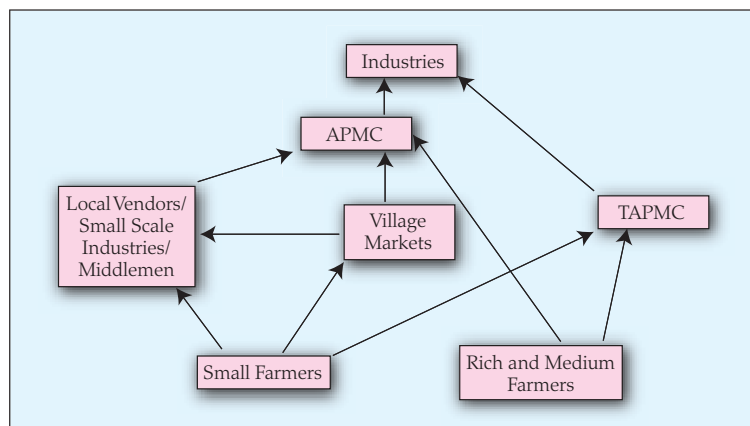 Industries
APMC
Local Vendors/
Small Scale
Industries/
Middlemen
Village
Markets
TAPMC
Small Farmers
Rich and Medium
Farmers